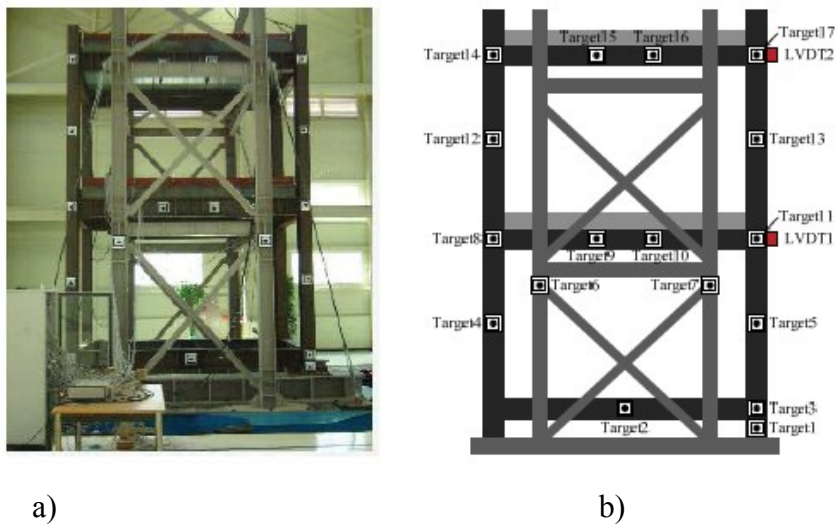 Target15 Target16 Target17
Target14 LVDT2
Target12 Target13
Target11
Target8 LVDT1
Target9 Target10
Target6 Target7
Target4 Target5
Target3
Target2 Target1
a) b)